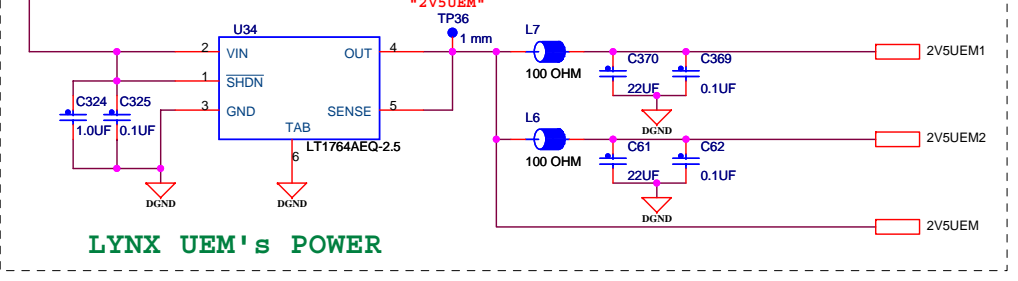 "2V5UEM"
TP36
1 mm
U34
2 VIN OUT 4
1 SHDN
3 GND SENSE 5
TAB
6
LT1764AEQ-2.5
C324 C325
1.0UF 0.1UF
DGND
DGND
L7
100 OHM
C370 C369
22UF 0.1UF
DGND
2V5UEM1
L6
100 OHM
C61 C62
22UF 0.1UF
DGND
2V5UEM2
2V5UEM
LYNX UEM's POWER